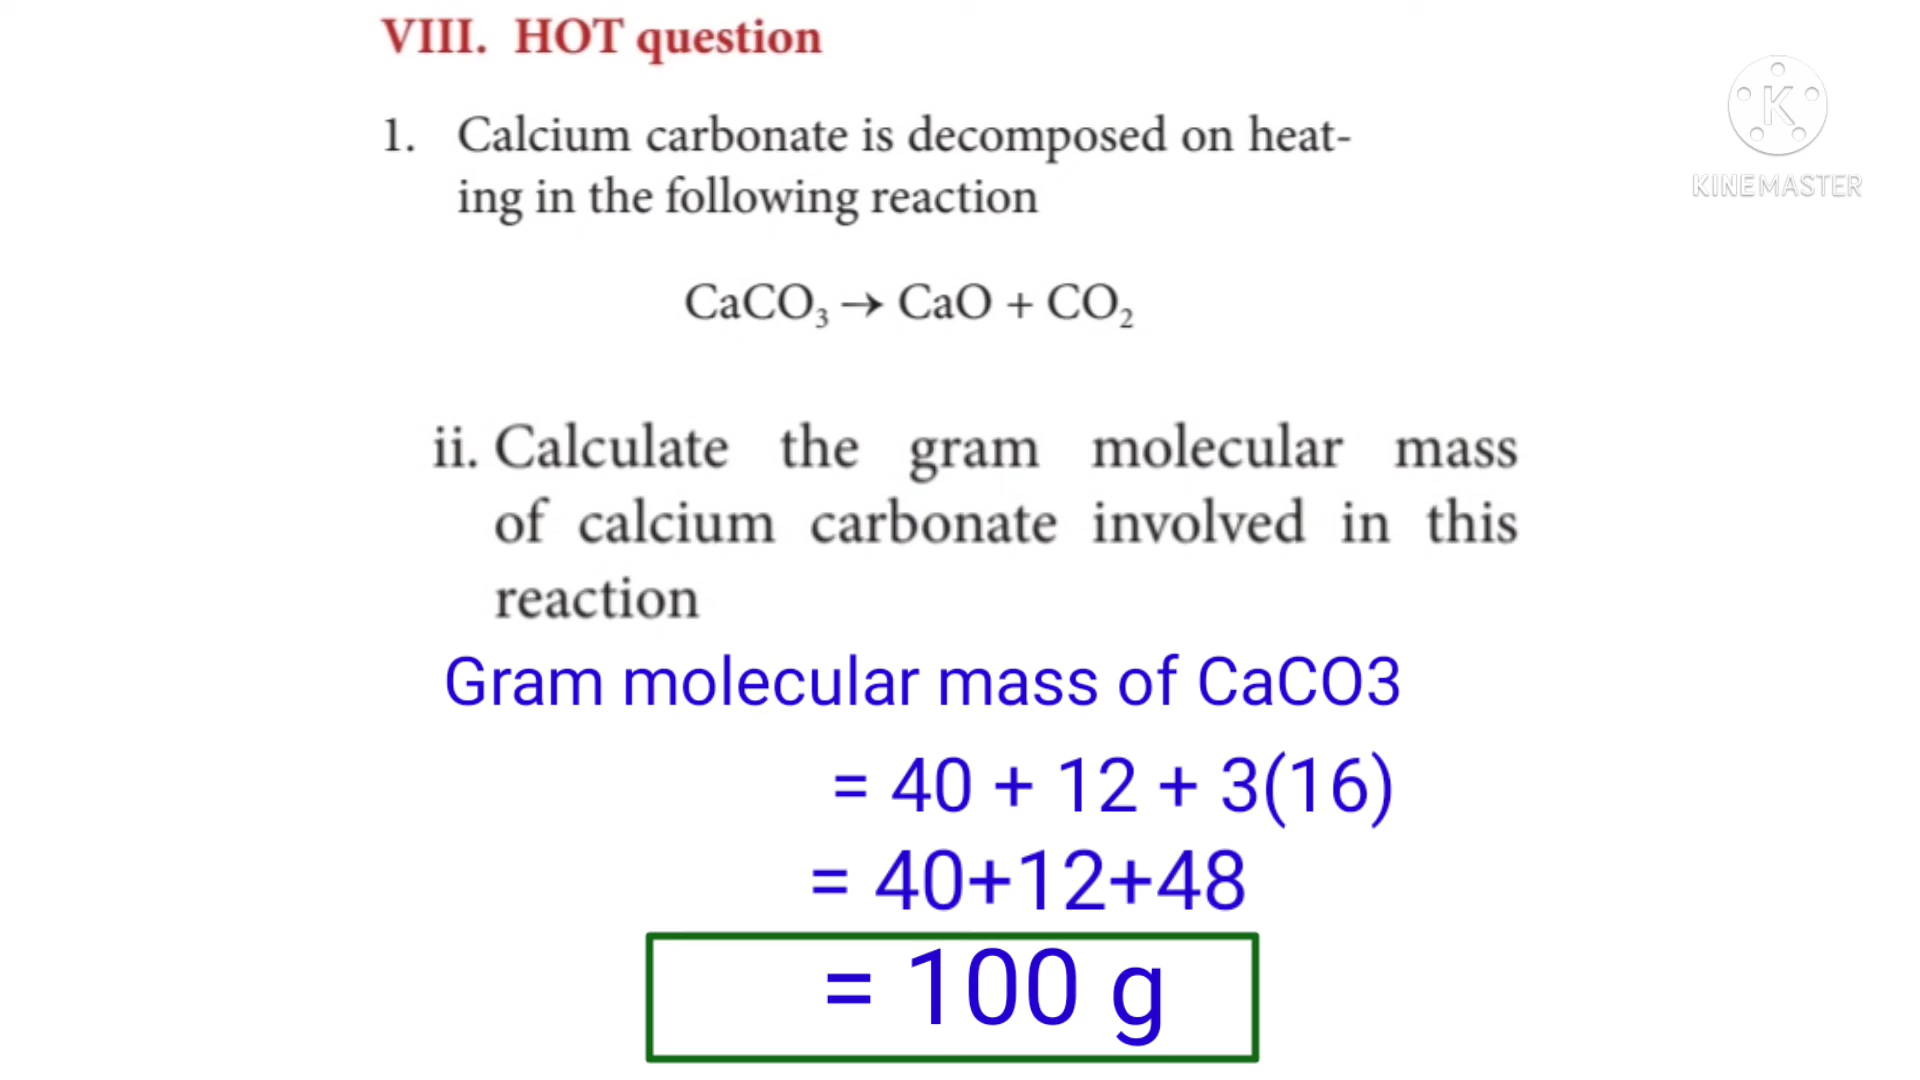 VIII. HOT question
1. Calcium carbonate is decomposed on heat-
ing in the following reaction
CaCO₃ → CaO + CO₂
ii. Calculate the gram molecular mass
of calcium carbonate involved in this
reaction
Gram molecular mass of CaCO3
= 40 + 12 + 3(16)
= 40+12+48
= 100 g
K
KINEMASTER